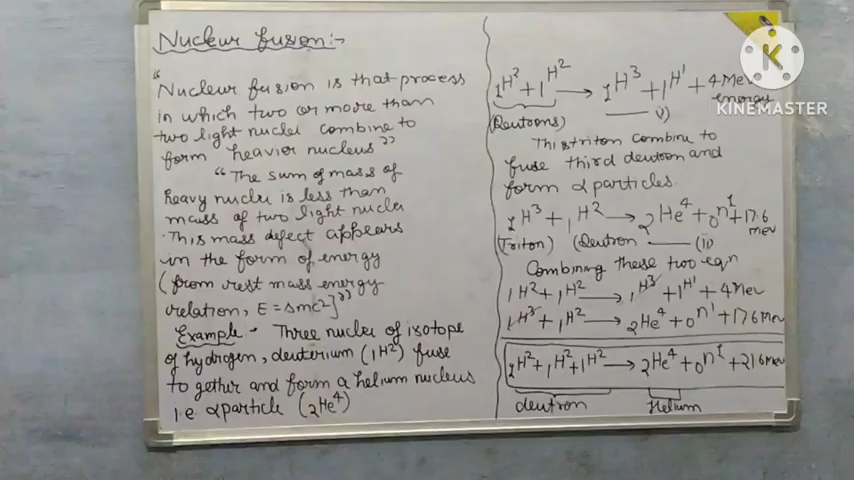 Nuclear fusion:-
"Nuclear fusion is that process
in which two or more than
two light nuclei combine to
form heavier nucleus"
"The sum of mass of
heavy nuclei is less than
mass of two light nuclei
. This mass defect appears
in the form of energy
(from rest mass energy
relation, E = Δmc²]"
Example - Three nuclei of isotope
of hydrogen, deuterium (₁H²) fuse
to gether and form a helium nucleus
i.e α particle (₂He⁴)
₁H² + ₁H² → ₁H³ + ₁H¹ + 4 Mev
energy
(Deutrons) —— i)
This triton combine to
fuse third deutron and
form α particles.
₁H³ + ₁H² → ₂He⁴ + ₀n¹ + 17.6
mev
(Triton) (Deutron —— (ii)
Combining these two eqn
₁H² + ₁H² → ₁H³ + ₁H¹ + 4 Mev
₁H³ + ₁H² → ₂He⁴ + ₀n¹ + 17.6 Mev
₁H² + ₁H² + ₁H² → ₂He⁴ + ₀n¹ + 21.6 Mev
deutron Helium
KINEMASTER